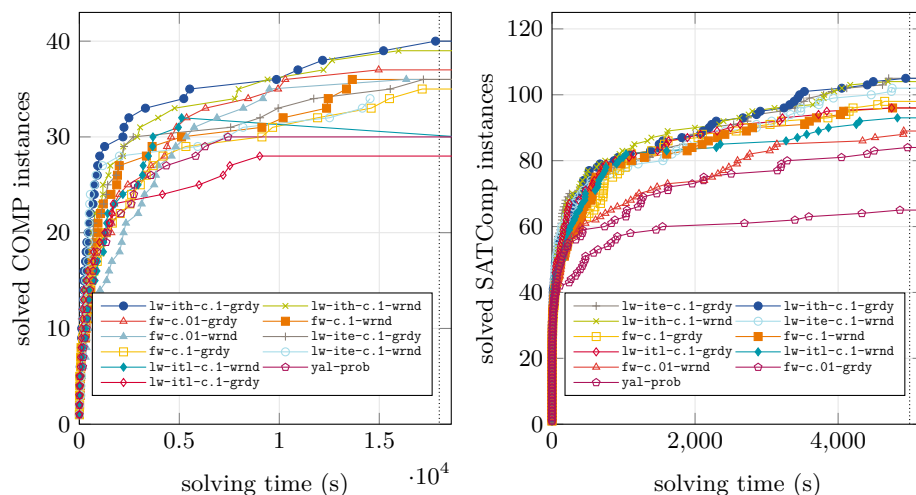 solved COMP instances
40
30
20
10
0
lw-ith-c.1-grdy lw-ith-c.1-wrnd
fw-c.01-grdy fw-c.1-wrnd
fw-c.01-wrnd lw-ite-c.1-grdy
fw-c.1-grdy lw-ite-c.1-wrnd
lw-itl-c.1-wrnd yal-prob
lw-itl-c.1-grdy
0 0.5 1 1.5
·10^4
solving time (s)
solved SATComp instances
120
100
80
60
40
20
0
lw-ite-c.1-grdy lw-ith-c.1-grdy
lw-ith-c.1-wrnd lw-ite-c.1-wrnd
fw-c.1-grdy fw-c.1-wrnd
lw-itl-c.1-grdy lw-itl-c.1-wrnd
fw-c.01-wrnd fw-c.01-grdy
yal-prob
0 2,000 4,000
solving time (s)